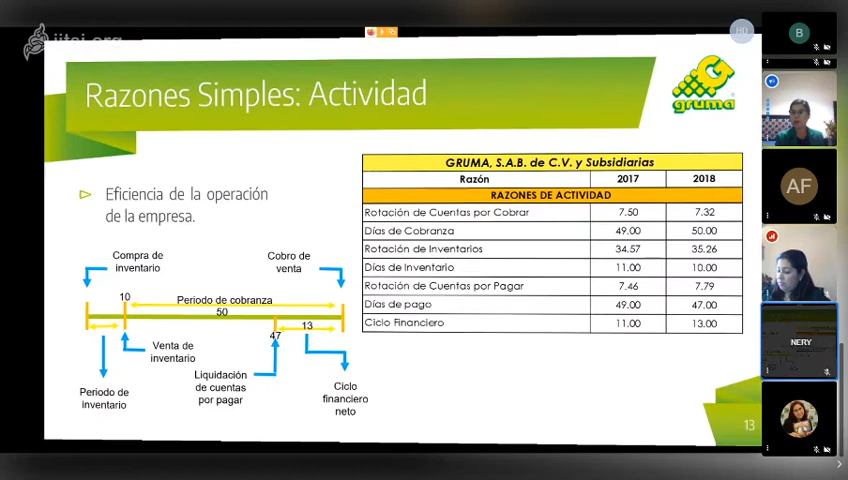 iitaj.org
Razones Simples: Actividad
gruma
Eficiencia de la operación
de la empresa.
GRUMA, S.A.B. de C.V. y Subsidiarias
Razón 2017 2018
RAZONES DE ACTIVIDAD
Rotación de Cuentas por Cobrar 7.50 7.32
Días de Cobranza 49.00 50.00
Rotación de Inventarios 34.57 35.26
Días de Inventario 11.00 10.00
Rotación de Cuentas por Pagar 7.46 7.79
Días de pago 49.00 47.00
Ciclo Financiero 11.00 13.00
Compra de
inventario
Cobro de
venta
10
Periodo de cobranza
50
13
47
Venta de
inventario
Periodo de
inventario
Liquidación
de cuentas
por pagar
Ciclo
financiero
neto
13
BD
B
AF
NERY